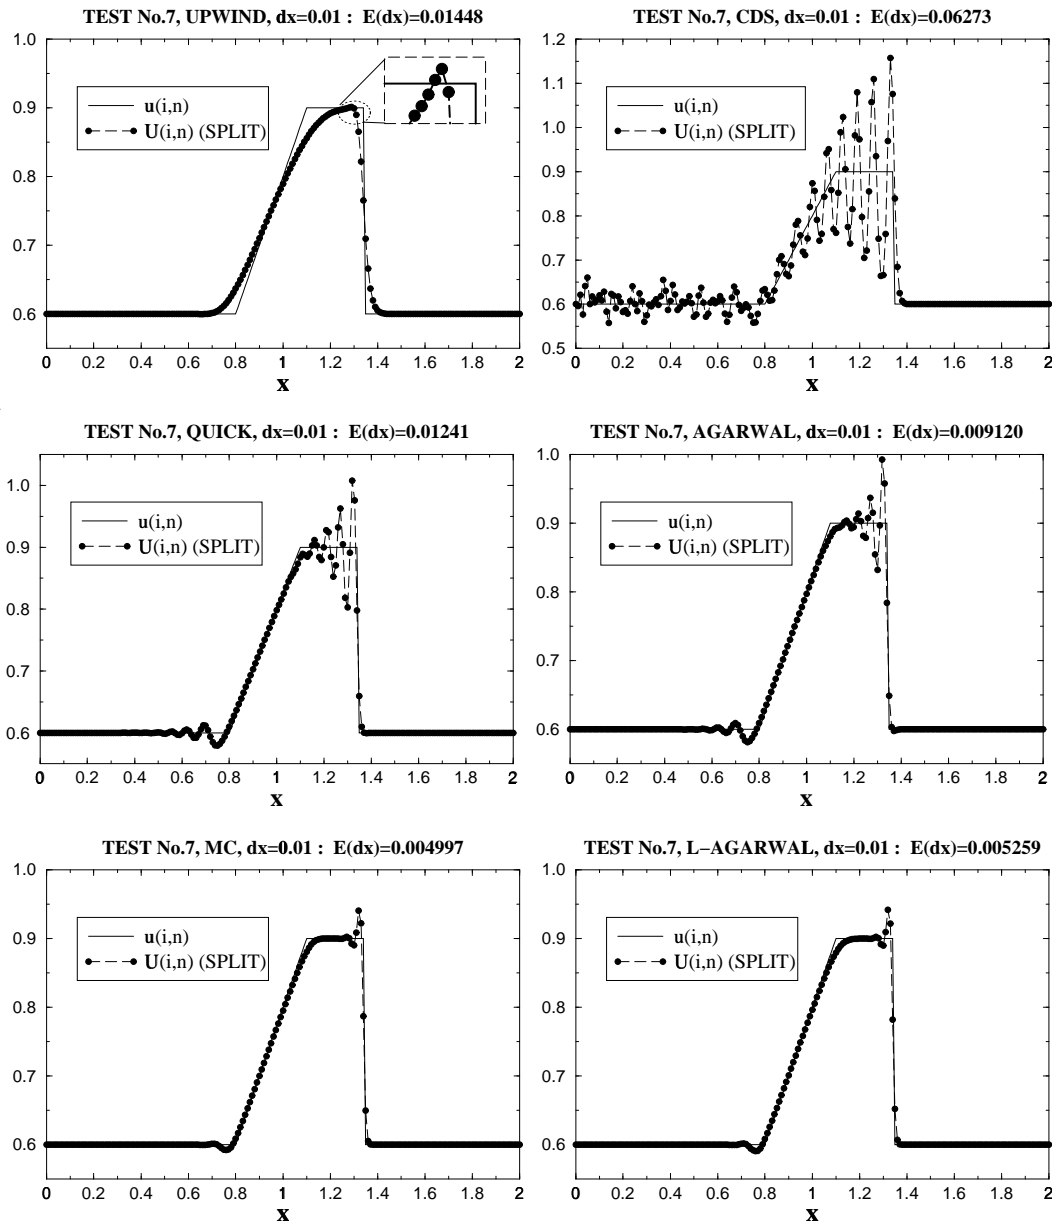 TEST No.7, UPWIND, dx=0.01 : E(dx)=0.01448
1.0
0.9
0.8
0.7
0.6
u(i,n)
U(i,n) (SPLIT)
0 0.2 0.4 0.6 0.8 1 1.2 1.4 1.6 1.8 2
x
TEST No.7, CDS, dx=0.01 : E(dx)=0.06273
1.2
1.1
1.0
0.9
0.8
0.7
0.6
0.5
u(i,n)
U(i,n) (SPLIT)
0 0.2 0.4 0.6 0.8 1 1.2 1.4 1.6 1.8 2
x
TEST No.7, QUICK, dx=0.01 : E(dx)=0.01241
1.0
0.9
0.8
0.7
0.6
u(i,n)
U(i,n) (SPLIT)
0 0.2 0.4 0.6 0.8 1 1.2 1.4 1.6 1.8 2
x
TEST No.7, AGARWAL, dx=0.01 : E(dx)=0.009120
1.0
0.9
0.8
0.7
0.6
u(i,n)
U(i,n) (SPLIT)
0 0.2 0.4 0.6 0.8 1 1.2 1.4 1.6 1.8 2
x
TEST No.7, MC, dx=0.01 : E(dx)=0.004997
1.0
0.9
0.8
0.7
0.6
u(i,n)
U(i,n) (SPLIT)
0 0.2 0.4 0.6 0.8 1 1.2 1.4 1.6 1.8 2
x
TEST No.7, L−AGARWAL, dx=0.01 : E(dx)=0.005259
1.0
0.9
0.8
0.7
0.6
u(i,n)
U(i,n) (SPLIT)
0 0.2 0.4 0.6 0.8 1 1.2 1.4 1.6 1.8 2
x